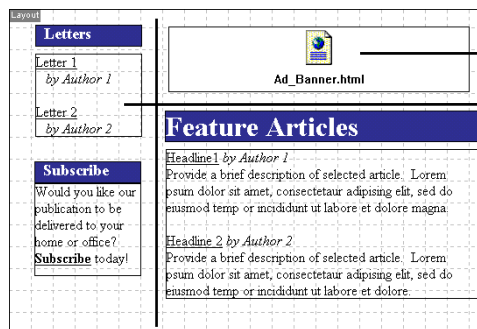 Layout
Letters
Letter 1
by Author 1
Letter 2
by Author 2
Subscribe
Would you like our
publication to be
delivered to your
home or office?
Subscribe today!
Ad_Banner.html
Feature Articles
Headline1 by Author 1
Provide a brief description of selected article. Lorem
psum dolor sit amet, consectetaur adipising elit, sed do
eiusmod temp or incididunt ut labore et dolore magna.
Headline 2 by Author 2
Provide a brief description of selected article. Lorem
psum dolor sit amet, consectetaur adipising elit, sed do
eiusmod temp or incididunt ut labore et dolore.